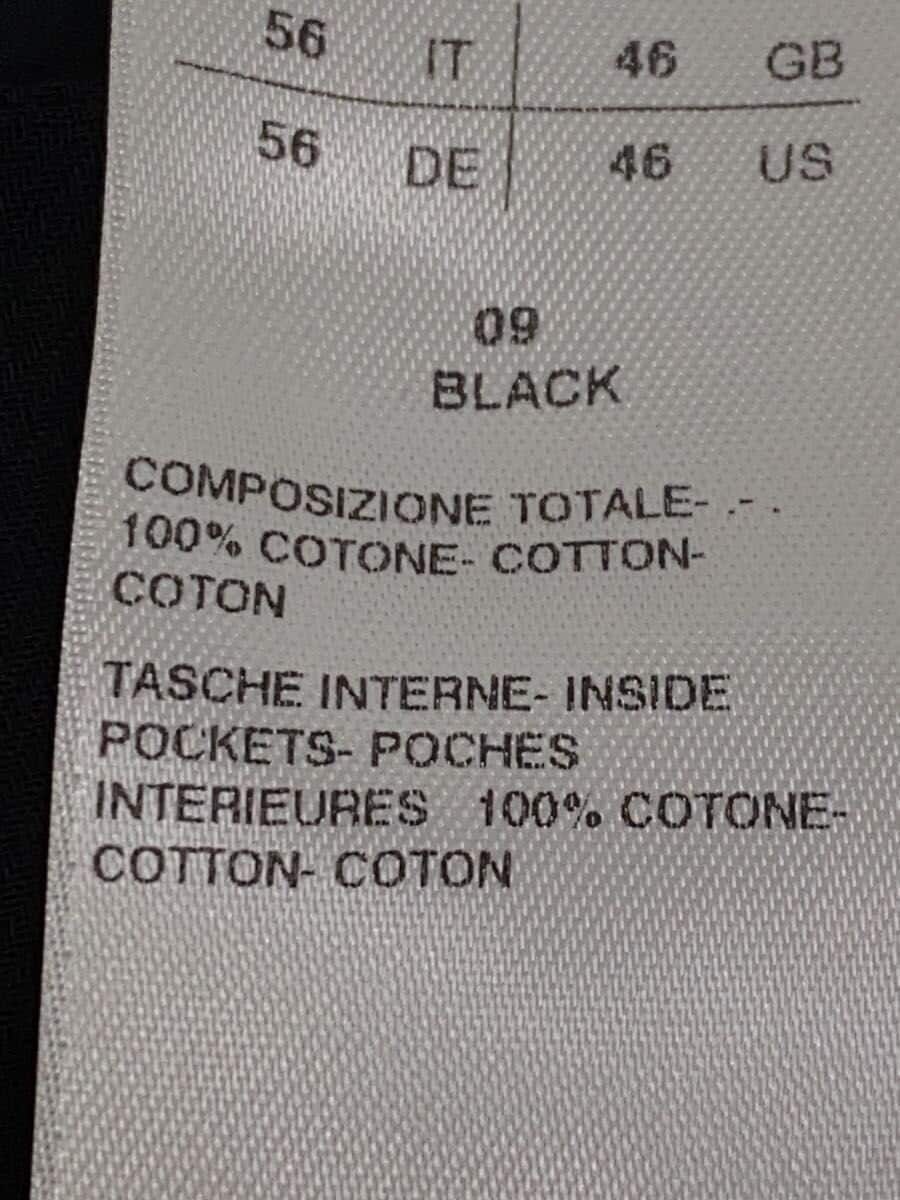 56 IT 46 GB
56 DE 46 US
09
BLACK
COMPOSIZIONE TOTALE- .- .
100% COTONE- COTTON-
COTON
TASCHE INTERNE- INSIDE
POCKETS- POCHES
INTERIEURES 100% COTONE-
COTTON- COTON